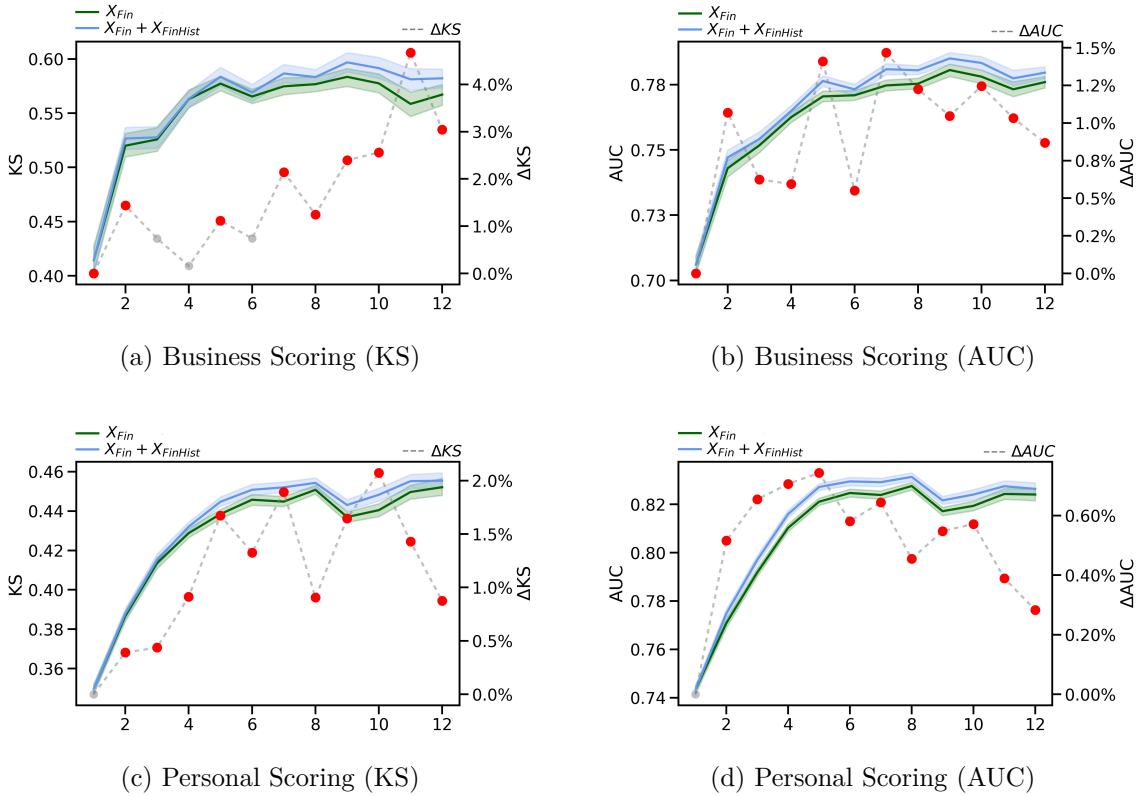 X_Fin
X_Fin + X_FinHist
ΔKS
0.60
0.55
0.50
0.45
0.40
KS
4.0%
3.0%
2.0%
1.0%
0.0%
ΔKS
2 4 6 8 10 12
(a) Business Scoring (KS)
X_Fin
X_Fin + X_FinHist
ΔAUC
0.78
0.75
0.73
0.70
AUC
1.5%
1.2%
1.0%
0.8%
0.5%
0.2%
0.0%
ΔAUC
2 4 6 8 10 12
(b) Business Scoring (AUC)
X_Fin
X_Fin + X_FinHist
ΔKS
0.46
0.44
0.42
0.40
0.38
0.36
KS
2.0%
1.5%
1.0%
0.5%
0.0%
ΔKS
2 4 6 8 10 12
(c) Personal Scoring (KS)
X_Fin
X_Fin + X_FinHist
ΔAUC
0.82
0.80
0.78
0.76
0.74
AUC
0.60%
0.40%
0.20%
0.00%
ΔAUC
2 4 6 8 10 12
(d) Personal Scoring (AUC)